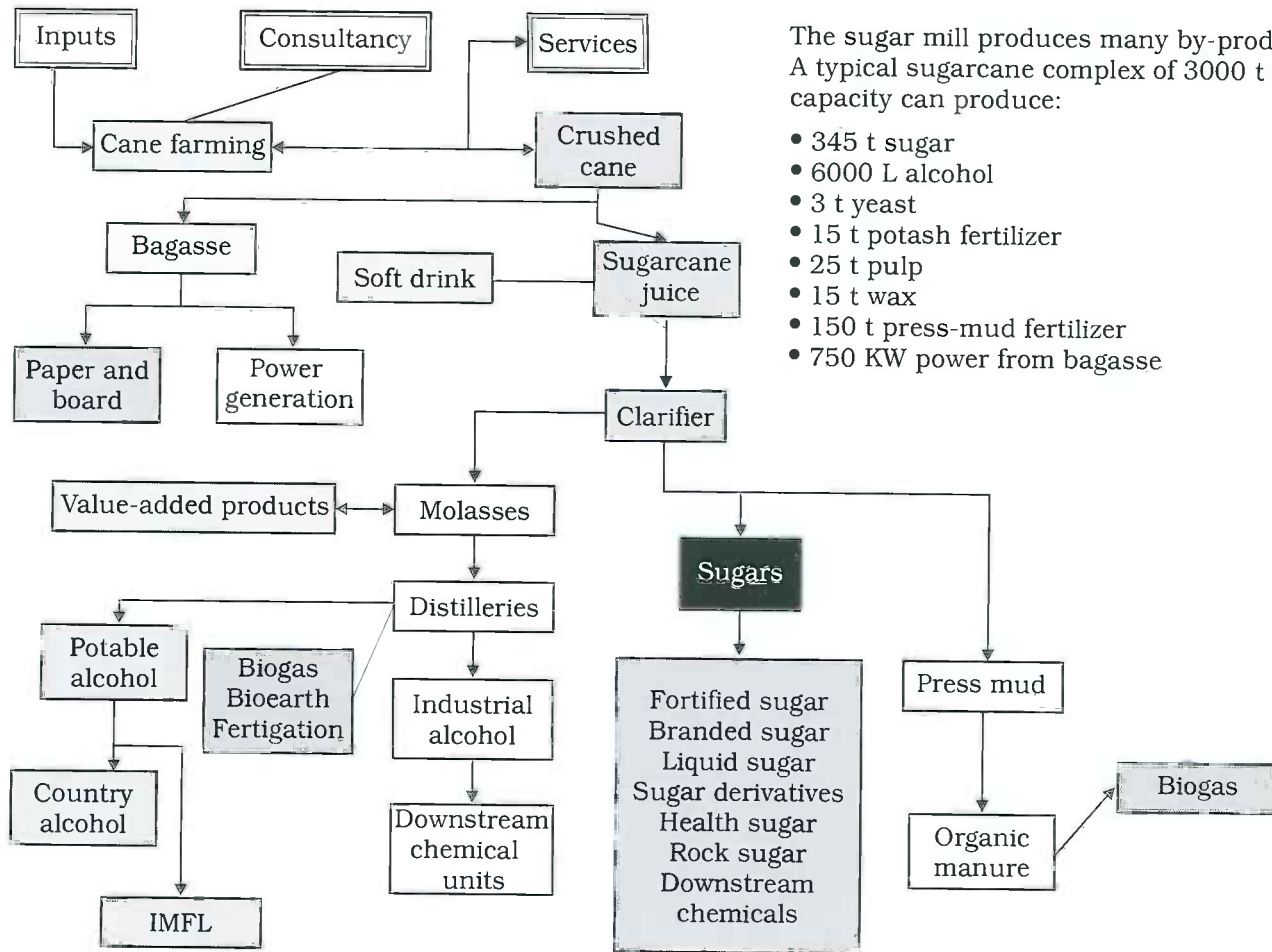 Inputs
Consultancy
Services
The sugar mill produces many by-prod
A typical sugarcane complex of 3000 t
capacity can produce:
• 345 t sugar
• 6000 L alcohol
• 3 t yeast
• 15 t potash fertilizer
• 25 t pulp
• 15 t wax
• 150 t press-mud fertilizer
• 750 KW power from bagasse
Cane farming
Crushed
cane
Bagasse
Soft drink
Sugarcane
juice
Paper and
board
Power
generation
Clarifier
Value-added products
Molasses
Sugars
Distilleries
Potable
alcohol
Biogas
Bioearth
Fertigation
Industrial
alcohol
Fortified sugar
Branded sugar
Liquid sugar
Sugar derivatives
Health sugar
Rock sugar
Downstream
chemicals
Press mud
Country
alcohol
Downstream
chemical
units
Organic
manure
Biogas
IMFL